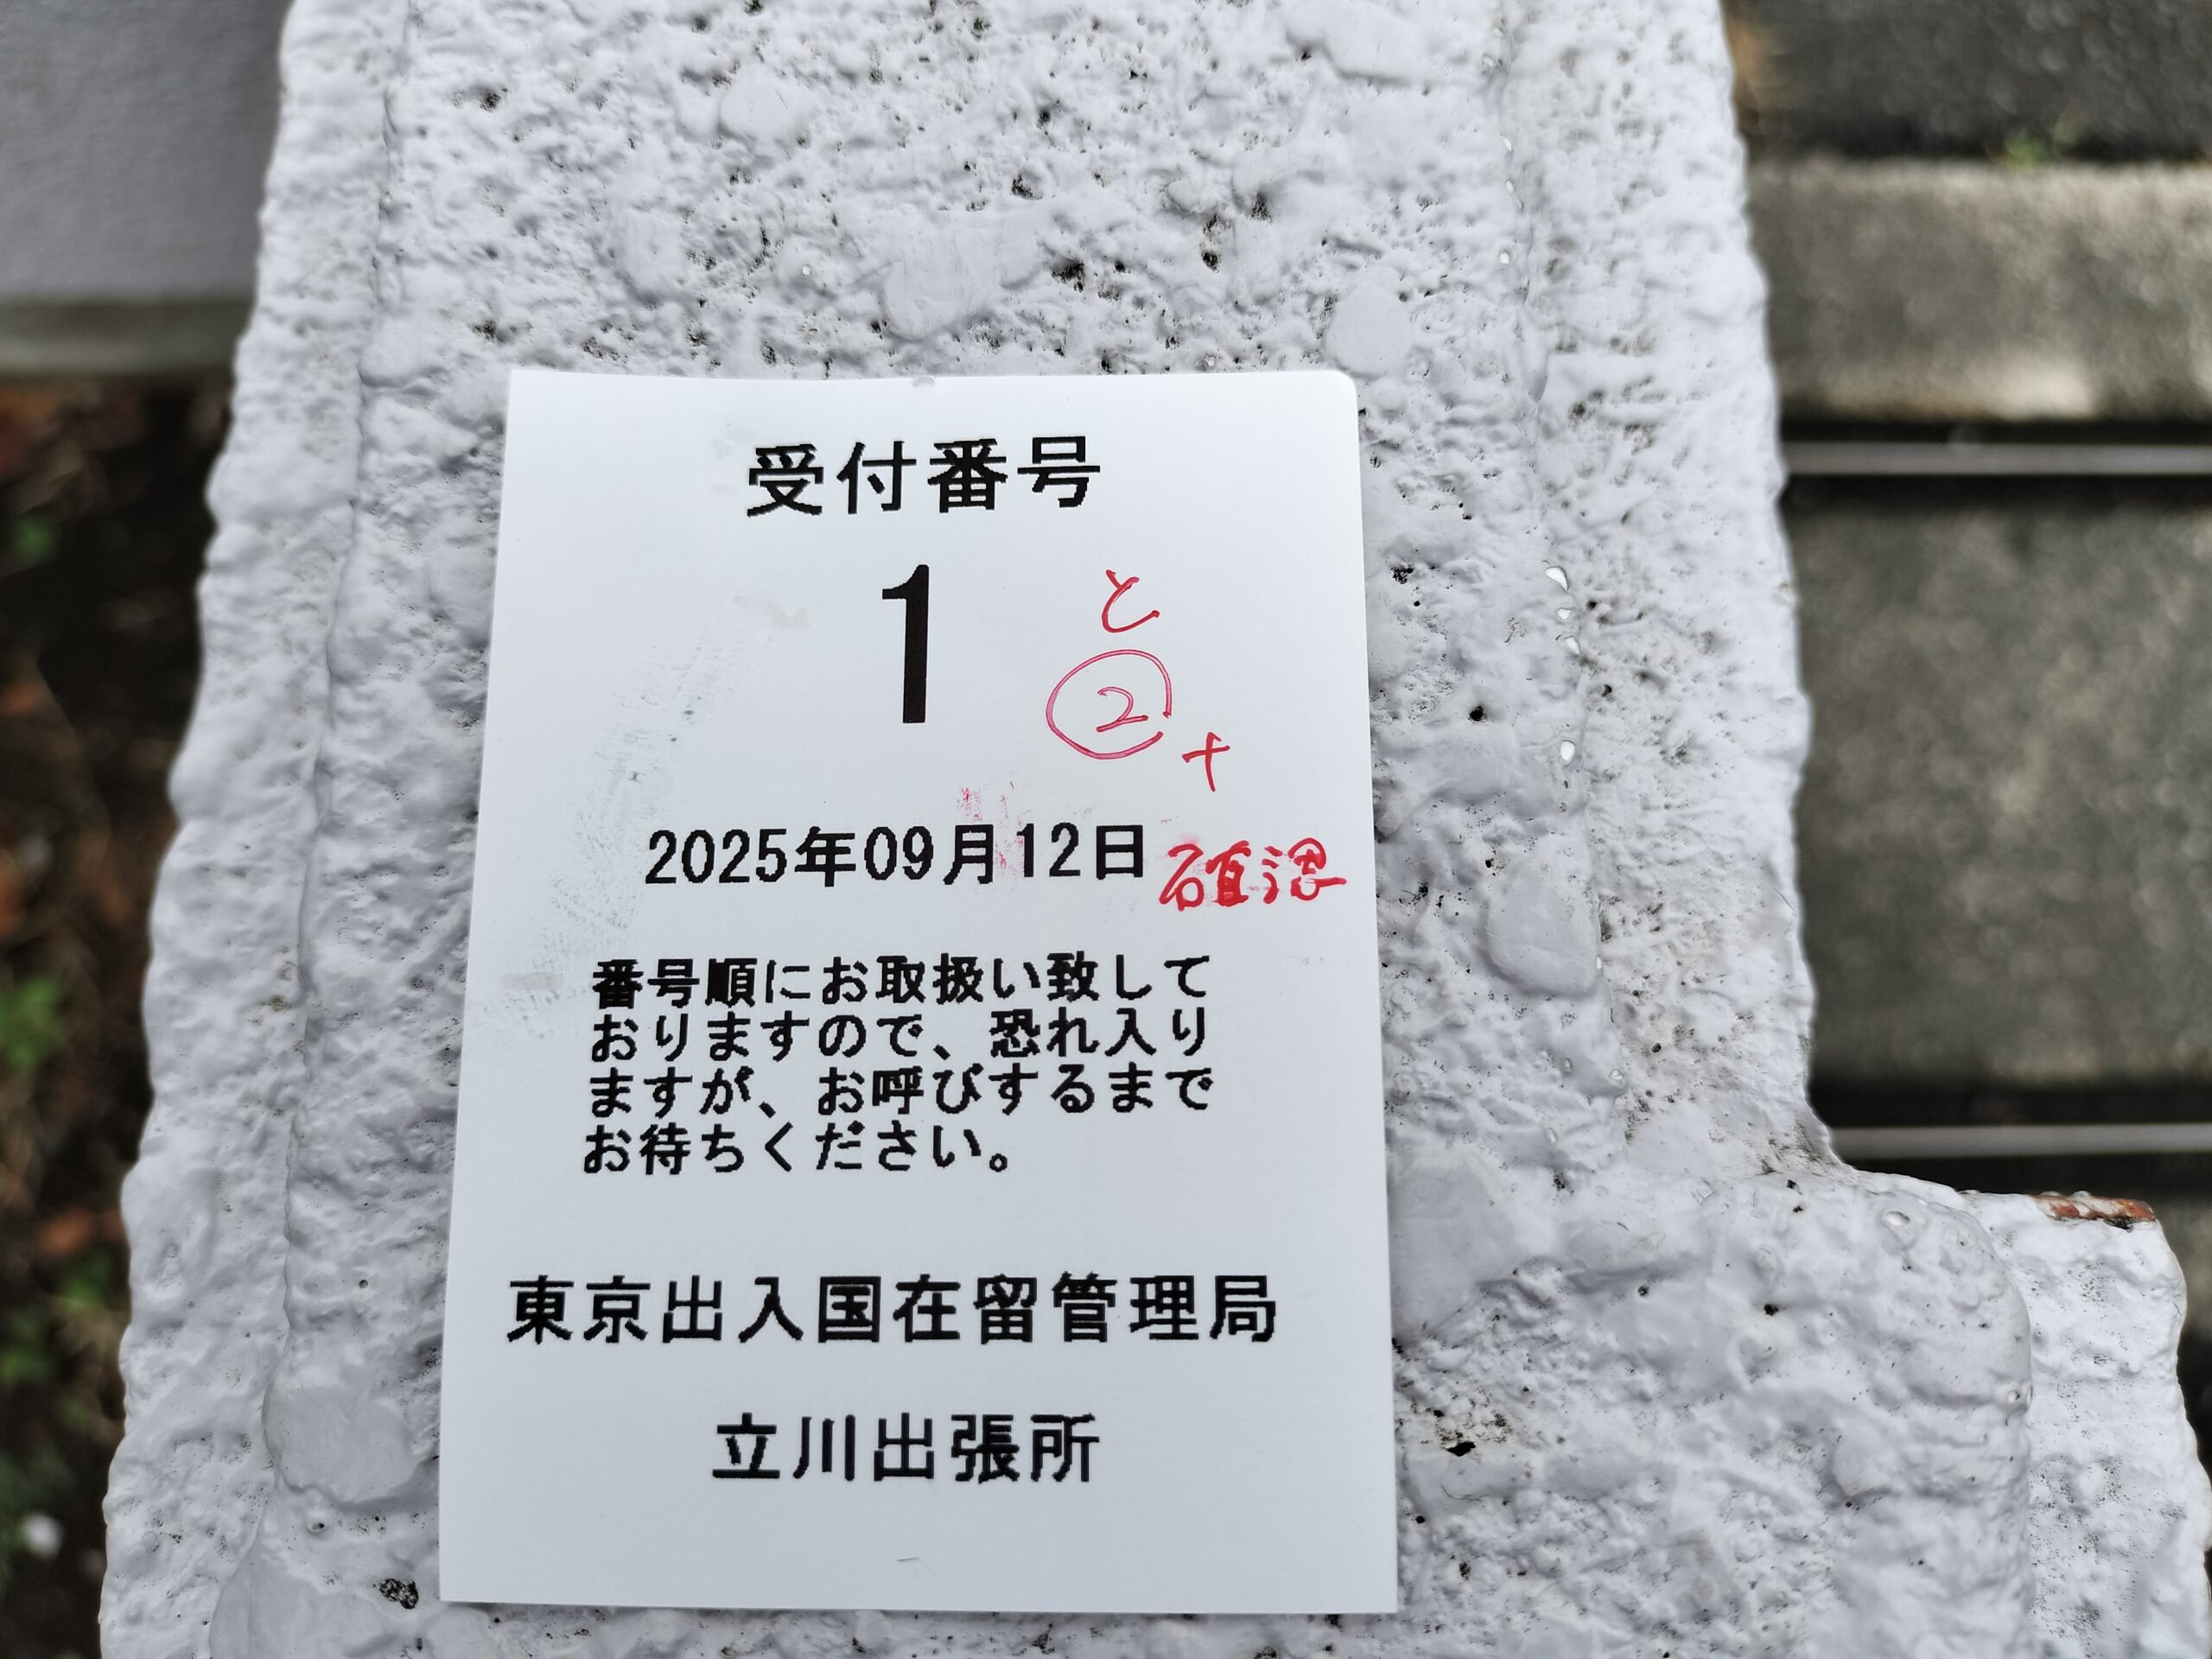 受付番号
1
と
②
+
2025年09月12日
確認
番号順にお取扱い致して
おりますので、恐れ入り
ますが、お呼びするまで
お待ちください。
東京出入国在留管理局
立川出張所